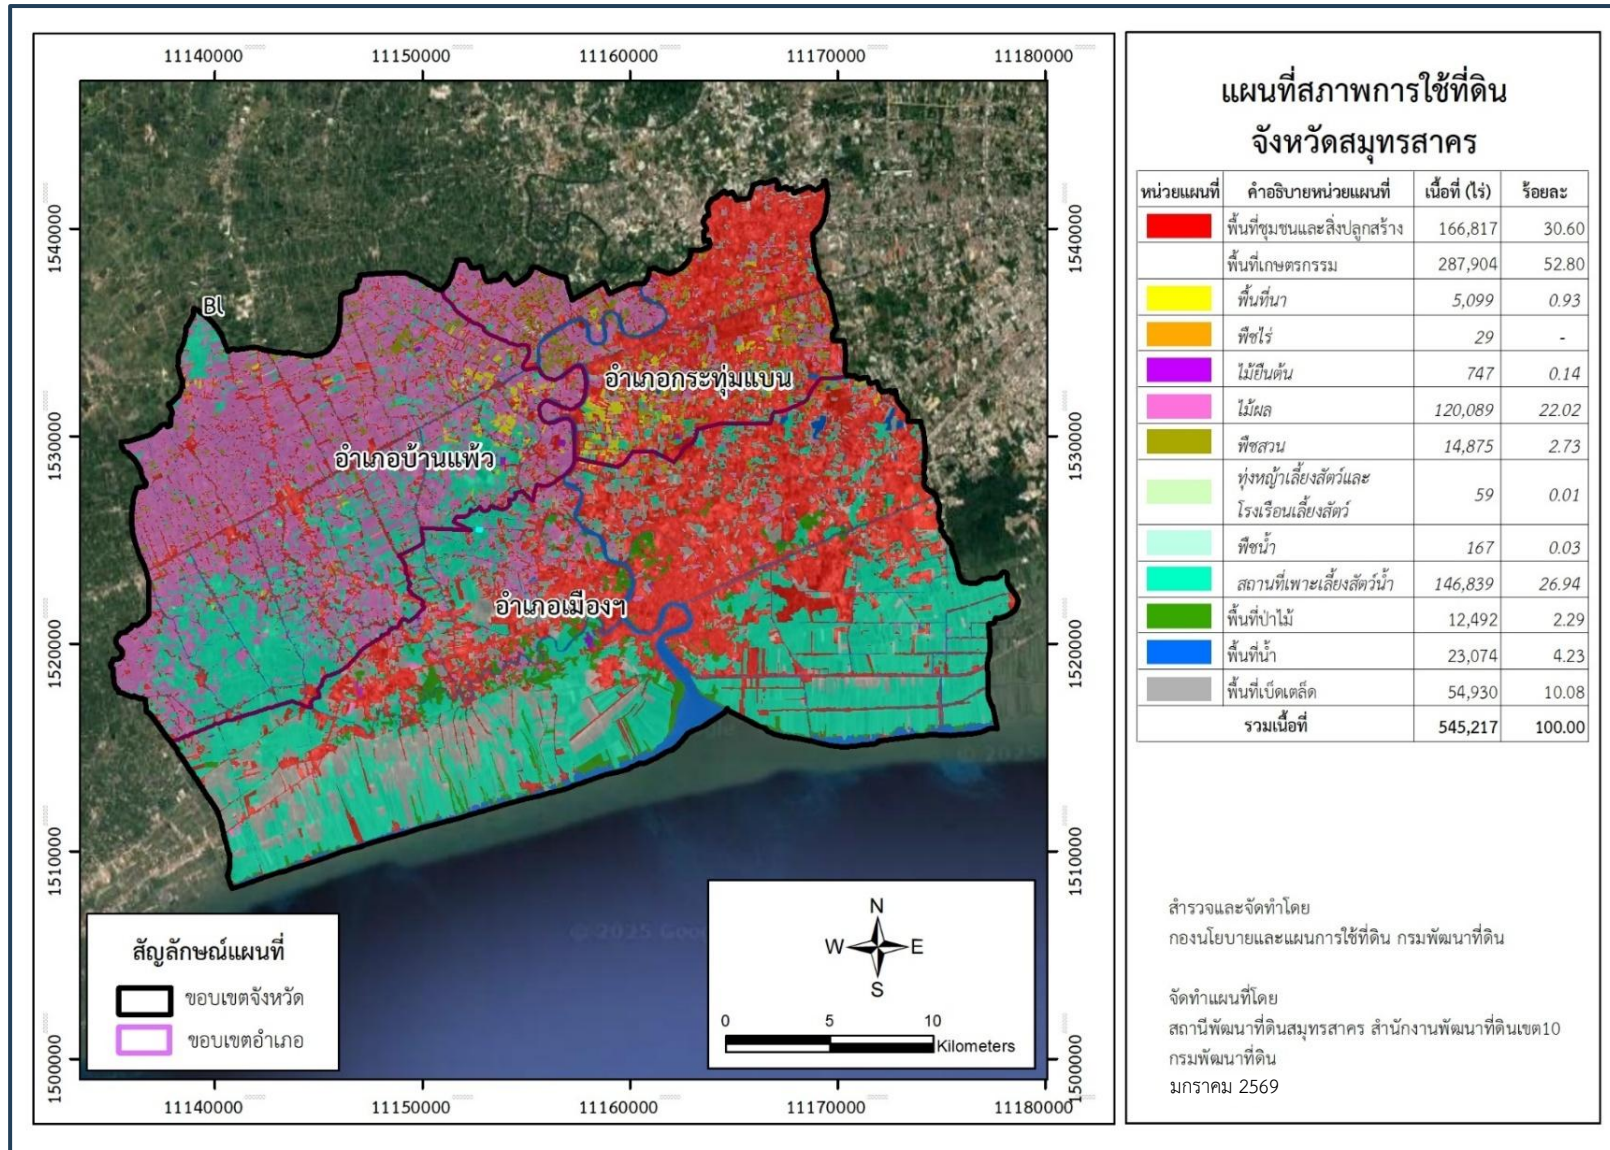 11140000 11150000 11160000 11170000 11180000
1540000
1530000
1520000
1510000
1500000
1540000
1530000
1520000
1510000
1500000
BL
อำเภอกระทุ่มแบน
อำเภอบ้านแพ้ว
อำเภอเมืองฯ
© 2025
© 2025
สัญลักษณ์แผนที่
ขอบเขตจังหวัด
ขอบเขตอำเภอ
N
W E
S
0 5 10
Kilometers
11140000 11150000 11160000 11170000 11180000
แผนที่สภาพการใช้ที่ดิน
จังหวัดสมุทรสาคร
หน่วยแผนที่ คำอธิบายหน่วยแผนที่ เนื้อที่ (ไร่) ร้อยละ
พื้นที่ชุมชนและสิ่งปลูกสร้าง 166,817 30.60
พื้นที่เกษตรกรรม 287,904 52.80
พื้นที่นา 5,099 0.93
พืชไร่ 29 -
ไม้ยืนต้น 747 0.14
ไม้ผล 120,089 22.02
พืชสวน 14,875 2.73
ทุ่งหญ้าเลี้ยงสัตว์และ
โรงเรือนเลี้ยงสัตว์ 59 0.01
พืชน้ำ 167 0.03
สถานที่เพาะเลี้ยงสัตว์น้ำ 146,839 26.94
พื้นที่ป่าไม้ 12,492 2.29
พื้นที่น้ำ 23,074 4.23
พื้นที่เบ็ดเตล็ด 54,930 10.08
รวมเนื้อที่ 545,217 100.00
สำรวจและจัดทำโดย
กองนโยบายและแผนการใช้ที่ดิน กรมพัฒนาที่ดิน
จัดทำแผนที่โดย
สถานีพัฒนาที่ดินสมุทรสาคร สำนักงานพัฒนาที่ดินเขต10
กรมพัฒนาที่ดิน
มกราคม 2569